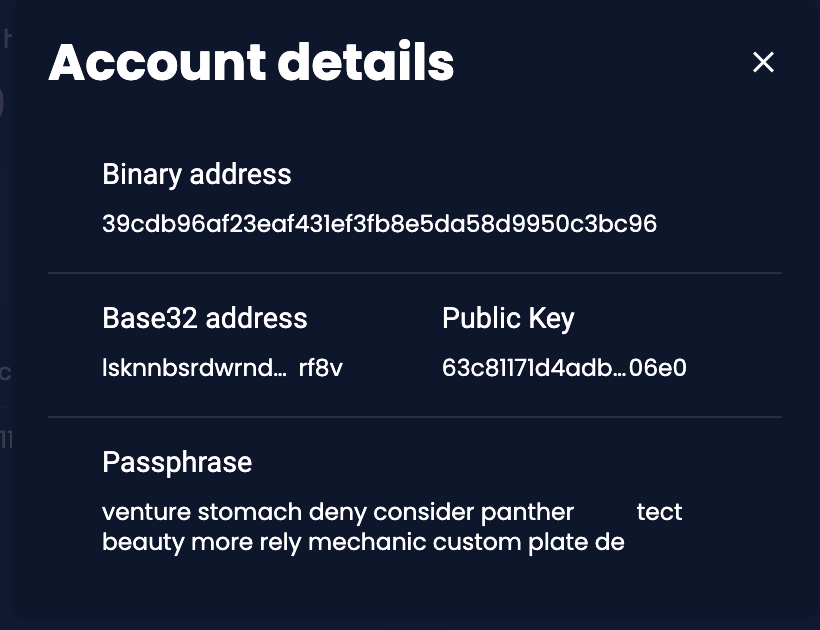 Account details
Binary address
39cdb96af23eaf431ef3fb8e5da58d9950c3bc96
Base32 address
lsknnbsrdwrnd... rf8v
Public Key
63c81171d4adb...06e0
Passphrase
venture stomach deny consider panther tect
beauty more rely mechanic custom plate de